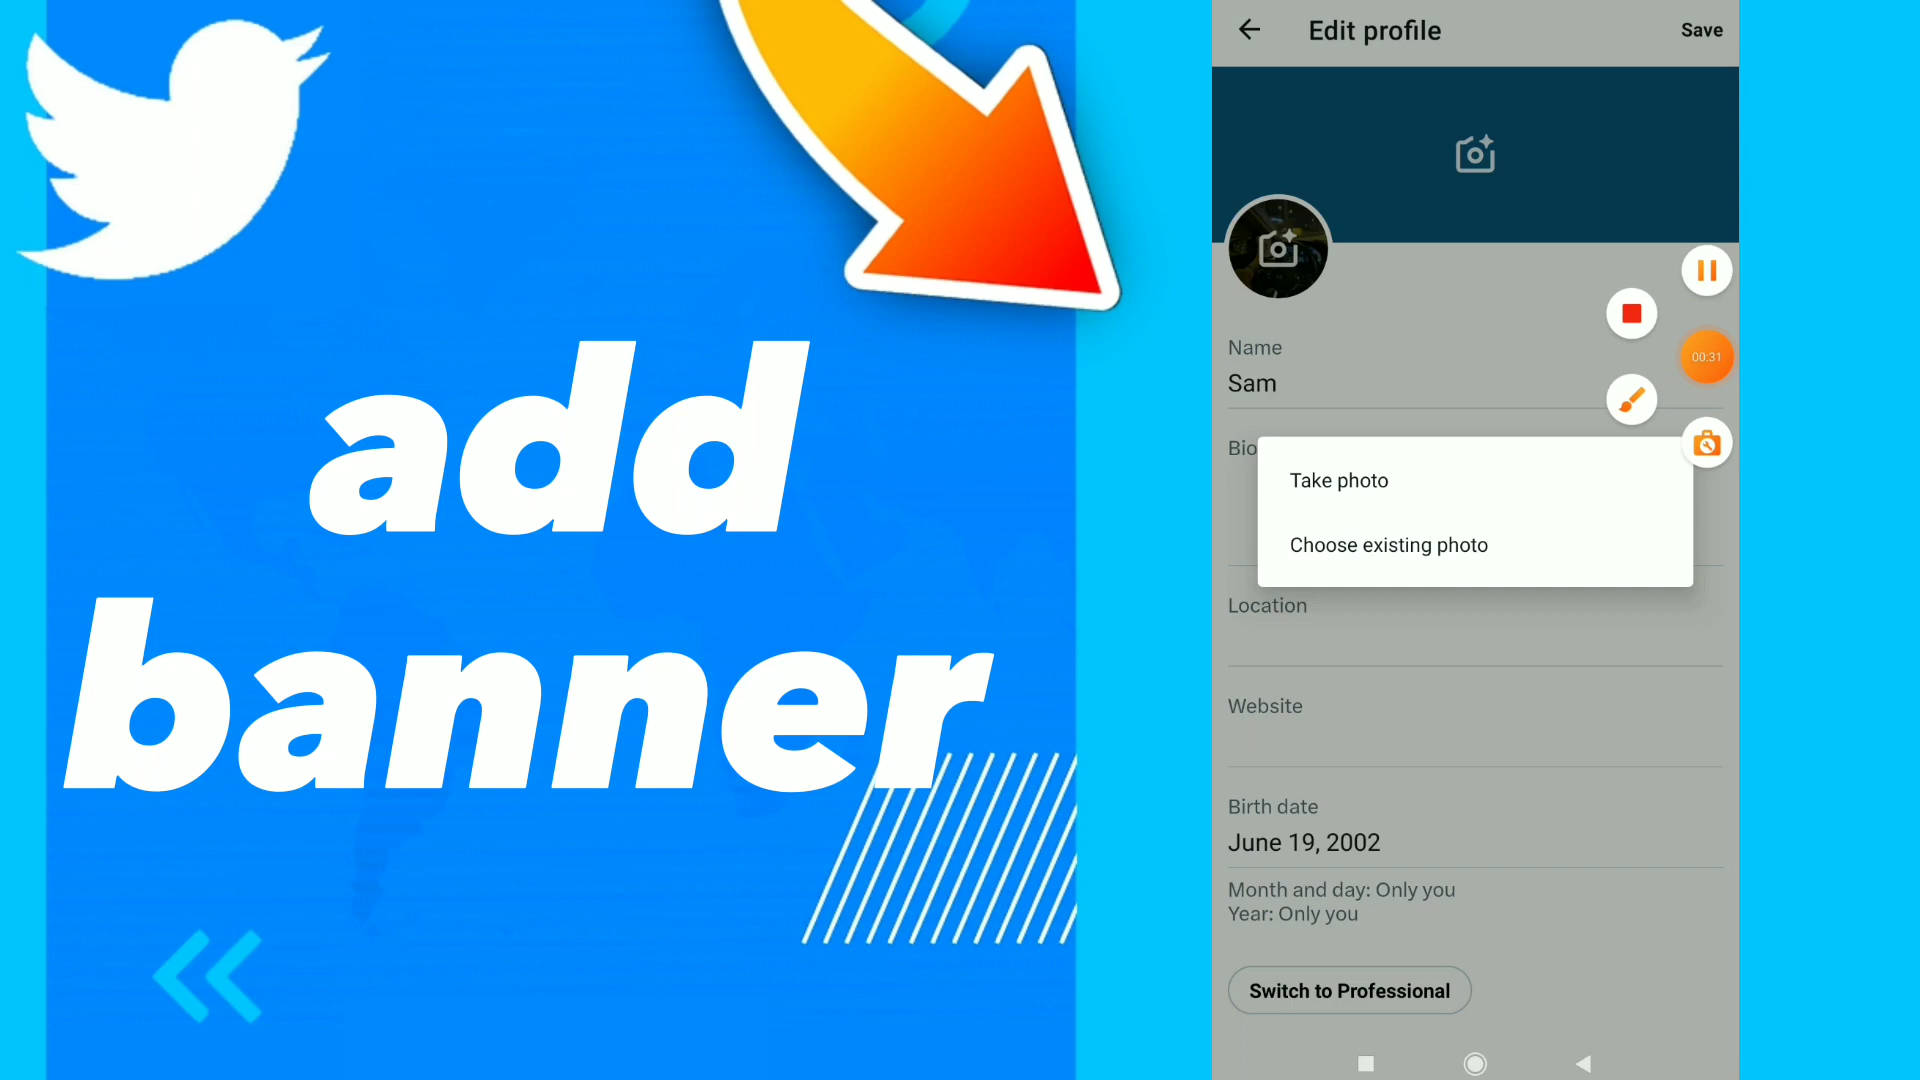 add
banner
Edit profile
Save
00:31
Name
Sam
Bio
Take photo
Choose existing photo
Location
Website
Birth date
June 19, 2002
Month and day: Only you
Year: Only you
Switch to Professional